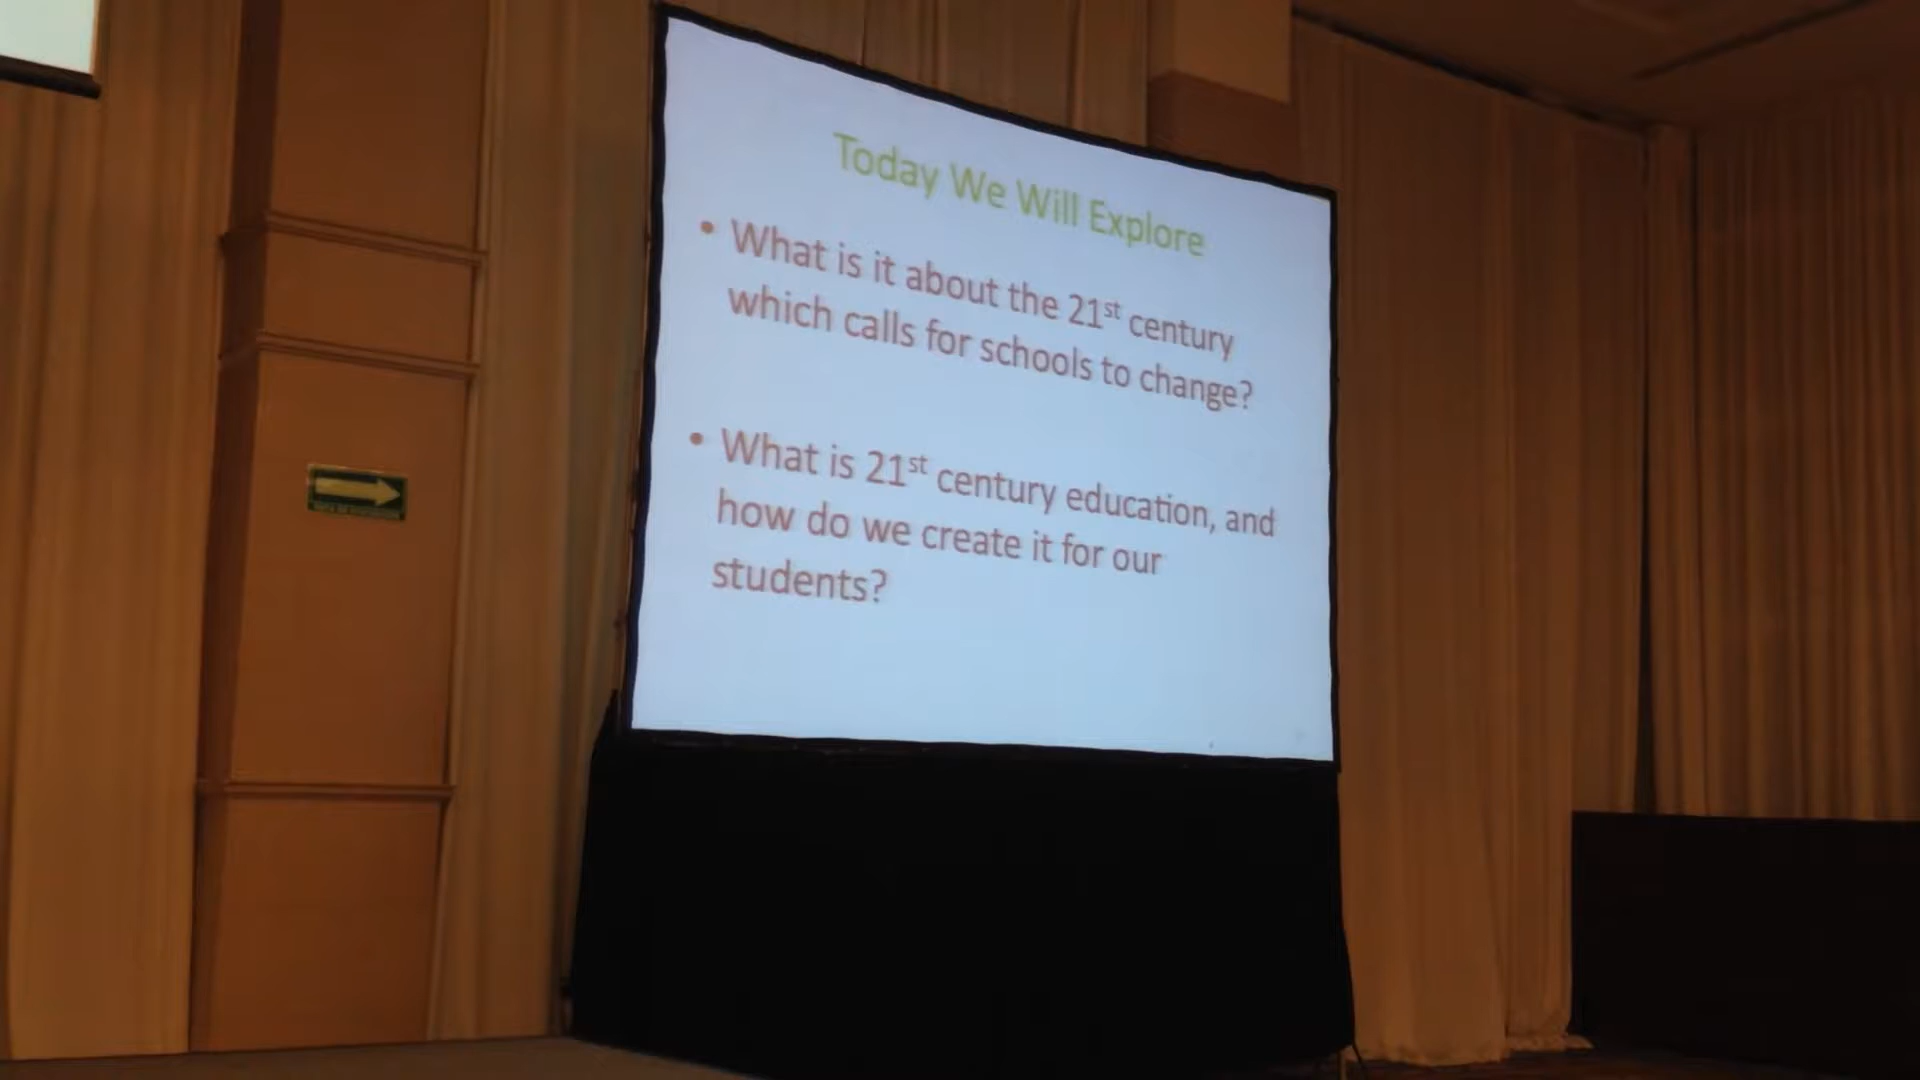 Today We Will Explore
• What is it about the 21st century
which calls for schools to change?
• What is 21st century education, and
how do we create it for our
students?